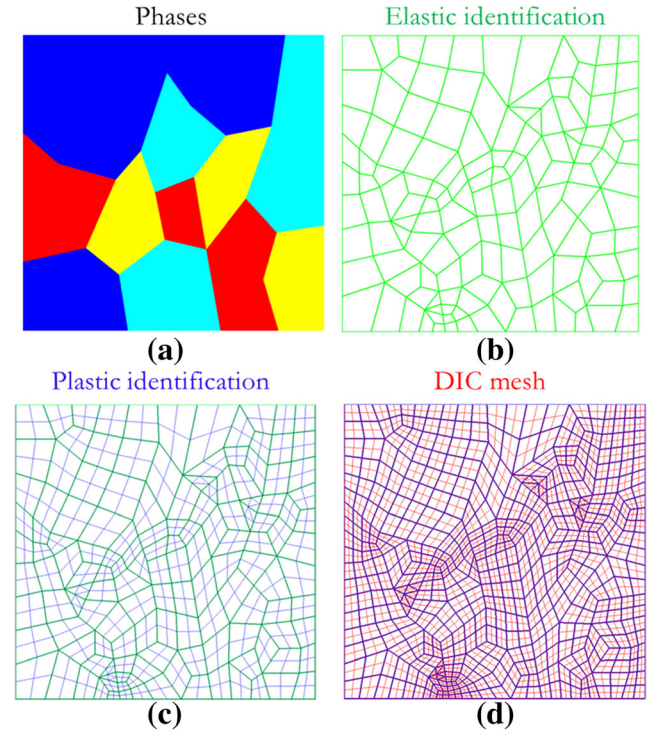 Phases
Elastic identification
(a)
(b)
Plastic identification
DIC mesh
(c)
(d)